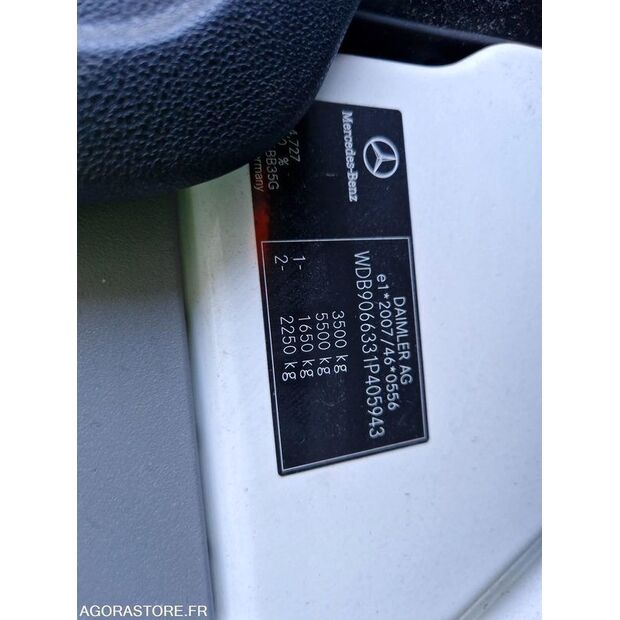 Mercedes-Benz
DAIMLER AG
e1*2007/46*0556
WDB9066331P405943
3500 kg
5500 kg
1- 1650 kg
2- 2250 kg
727
%
BB35G
AGORASTORE.FR